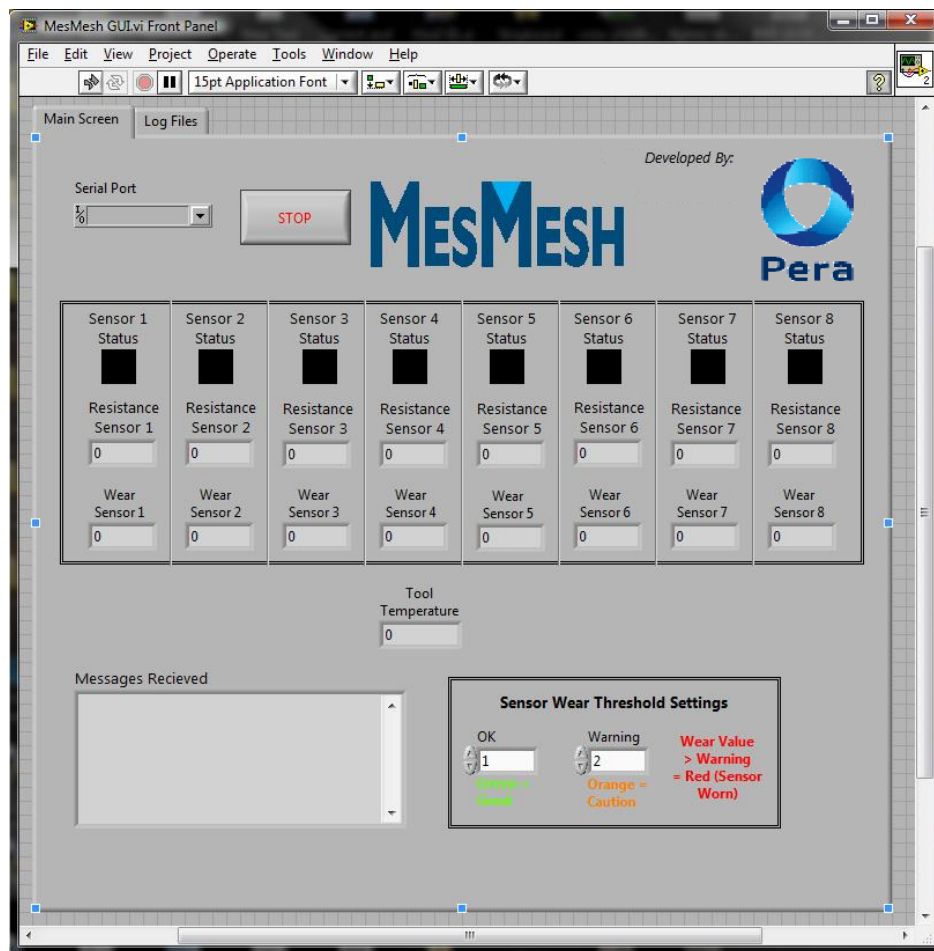 MesMesh GUI.vi Front Panel
File Edit View Project Operate Tools Window Help
15pt Application Font
2
Main Screen Log Files
Developed By:
Serial Port
I/O
STOP
MESMESH
Pera
Sensor 1 Sensor 2 Sensor 3 Sensor 4 Sensor 5 Sensor 6 Sensor 7 Sensor 8
Status Status Status Status Status Status Status Status
Resistance Resistance Resistance Resistance Resistance Resistance Resistance Resistance
Sensor 1 Sensor 2 Sensor 3 Sensor 4 Sensor 5 Sensor 6 Sensor 7 Sensor 8
0 0 0 0 0 0 0 0
Wear Wear Wear Wear Wear Wear Wear Wear
Sensor 1 Sensor 2 Sensor 3 Sensor 4 Sensor 5 Sensor 6 Sensor 7 Sensor 8
0 0 0 0 0 0 0 0
Tool
Temperature
0
Messages Recieved
Sensor Wear Threshold Settings
OK Warning
1 2
Green =
Good
Orange =
Caution
Wear Value
> Warning
= Red (Sensor
Worn)